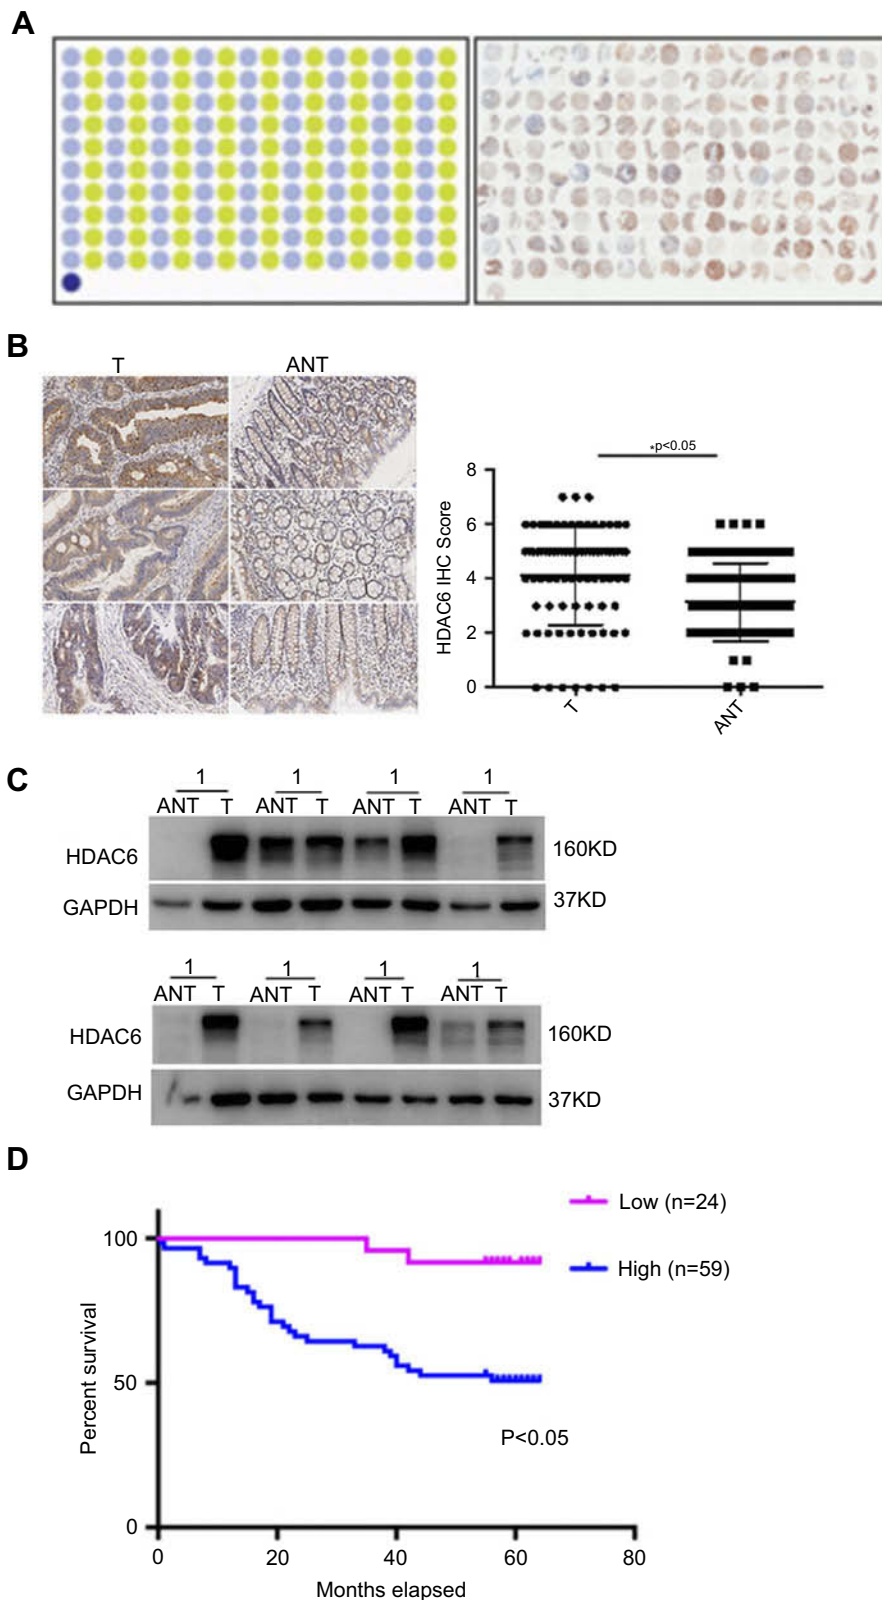 A
B
T ANT
*p<0.05
8
6
4
2
0
HDAC6 IHC Score
T ANT
C
1 1 1 1
ANT T ANT T ANT T ANT T
HDAC6 160KD
GAPDH 37KD
1 1 1 1
ANT T ANT T ANT T ANT T
HDAC6 160KD
GAPDH 37KD
D
Low (n=24)
High (n=59)
100
50
0
Percent survival
P<0.05
0 20 40 60 80
Months elapsed